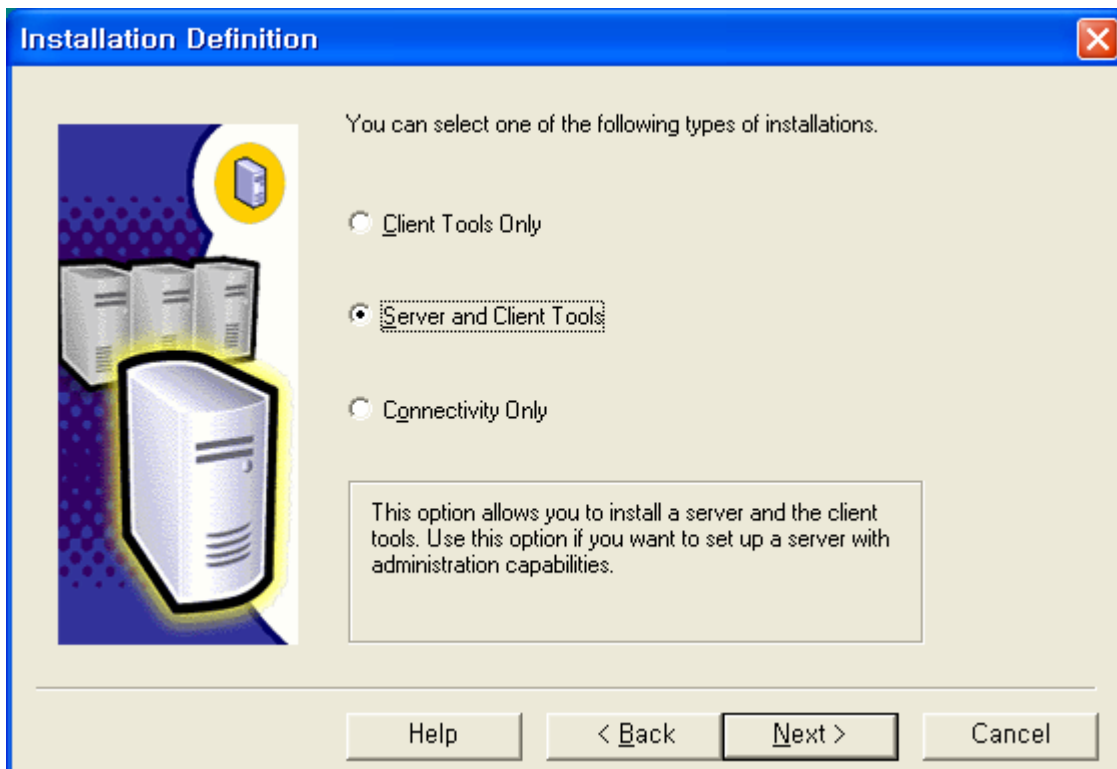 Installation Definition
You can select one of the following types of installations.
Client Tools Only
Server and Client Tools
Connectivity Only
This option allows you to install a server and the client
tools. Use this option if you want to set up a server with
administration capabilities.
Help
< Back
Next >
Cancel